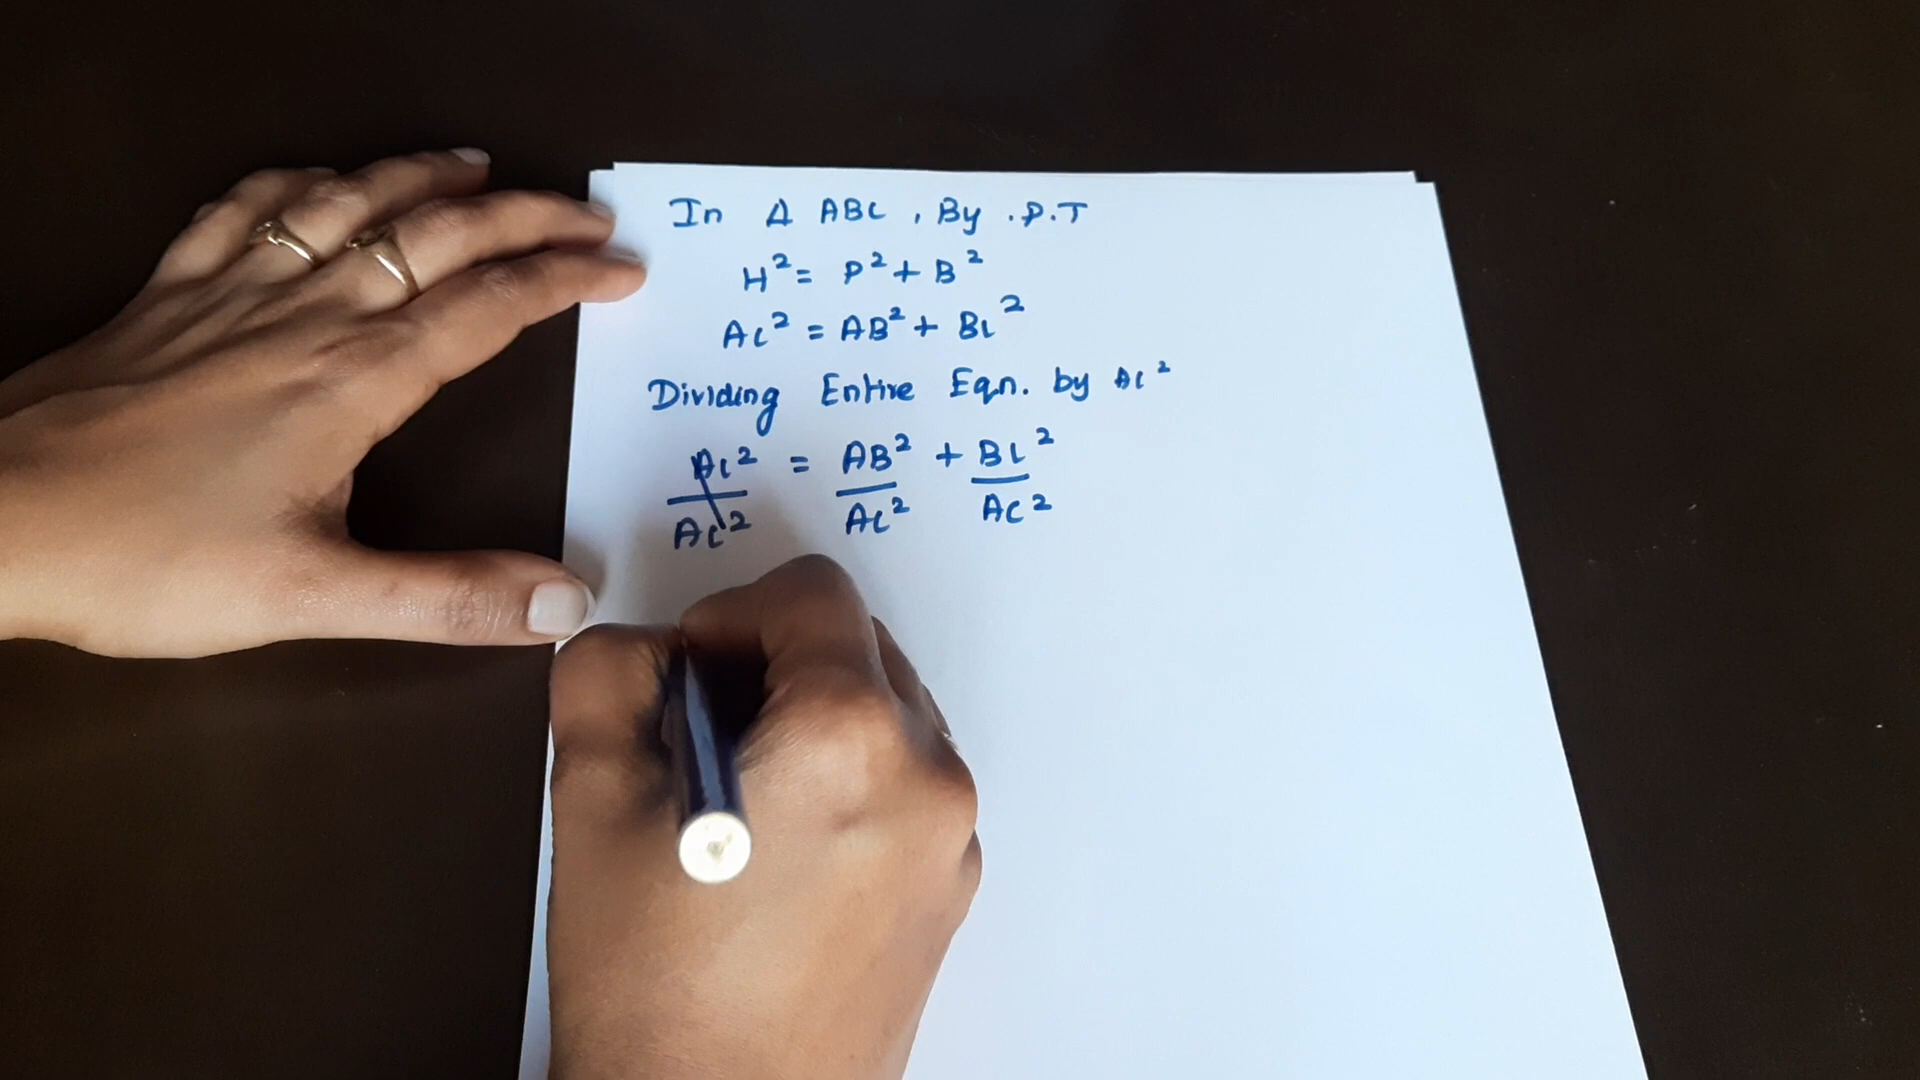 In Δ ABC , By . P.T
H² = P² + B²
AC² = AB² + BC²
Dividing Entire Eqn. by AC²
AC² = AB² + BC²
AC² AC² AC²